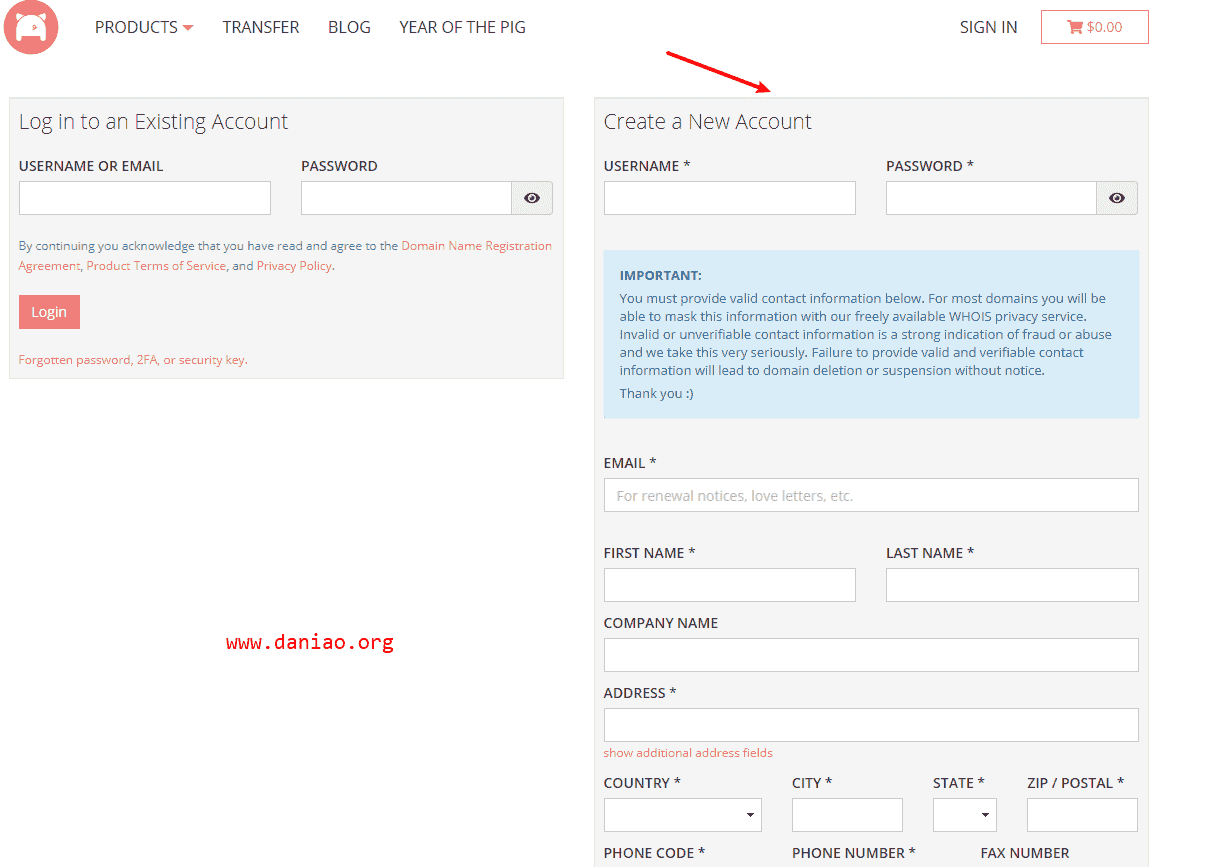 PRODUCTS TRANSFER BLOG YEAR OF THE PIG SIGN IN $0.00
Log in to an Existing Account
USERNAME OR EMAIL PASSWORD
By continuing you acknowledge that you have read and agree to the Domain Name Registration
Agreement, Product Terms of Service, and Privacy Policy.
Login
Forgotten password, 2FA, or security key.
www.daniao.org
Create a New Account
USERNAME * PASSWORD *
IMPORTANT:
You must provide valid contact information below. For most domains you will be
able to mask this information with our freely available WHOIS privacy service.
Invalid or unverifiable contact information is a strong indication of fraud or abuse
and we take this very seriously. Failure to provide valid and verifiable contact
information will lead to domain deletion or suspension without notice.
Thank you :)
EMAIL *
For renewal notices, love letters, etc.
FIRST NAME * LAST NAME *
COMPANY NAME
ADDRESS *
show additional address fields
COUNTRY * CITY * STATE * ZIP / POSTAL *
PHONE CODE * PHONE NUMBER * FAX NUMBER